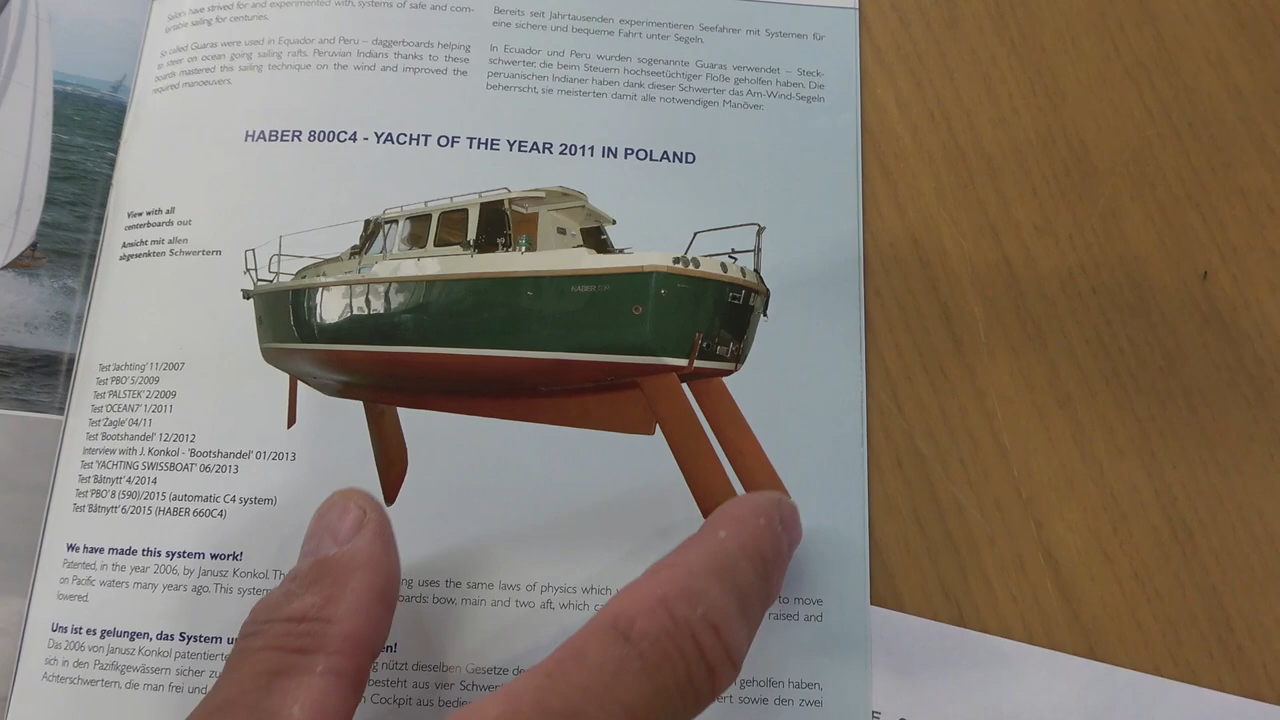 Sailors have strived for and experimented with, systems of safe and com-
fortable sailing for centuries.
So called Guaras were used in Equador and Peru – daggerboards helping
to steer on ocean going sailing rafts. Peruvian Indians thanks to these
boards mastered this sailing technique on the wind and improved the
required manoeuvers.
Bereits seit Jahrtausenden experimentieren Seefahrer mit Systemen für
eine sichere und bequeme Fahrt unter Segeln.
In Ecuador und Peru wurden sogenannte Guaras verwendet – Steck-
schwerter, die beim Steuern hochseetüchtiger Floße geholfen haben. Die
peruanischen Indianer haben dank dieser Schwerter das Am-Wind-Segeln
beherrscht, sie meisterten damit alle notwendigen Manöver.
HABER 800C4 - YACHT OF THE YEAR 2011 IN POLAND
View with all
centerboards out
Ansicht mit allen
abgesenkten Schwertern
HABER
Test 'Jachting' 11/2007
Test 'PBO' 5/2009
Test 'PALSTEK' 2/2009
Test 'OCEAN7' 1/2011
Test 'Żagle' 04/11
Test 'Bootshandel' 12/2012
Interview with J. Konkol - 'Bootshandel' 01/2013
Test 'YACHTING SWISSBOAT' 06/2013
Test 'Båtnytt' 4/2014
Test 'PBO' 8 (590)/2015 (automatic C4 system)
Test 'Båtnytt' 6/2015 (HABER 660C4)
We have made this system work!
Patented, in the year 2006, by Janusz Konkol. uses the same laws of physics which
on Pacific waters many years ago. This system boards: bow, main and two aft, which to move
lowered. raised and
Uns ist es gelungen, das System
Das 2006 von Janusz Konkol patentierte nützt dieselben Gesetze geholfen haben,
sich in den Pazifikgewässern sicher zu besteht aus vier sowie den zwei
Achterschwertern, die man frei und Cockpit aus